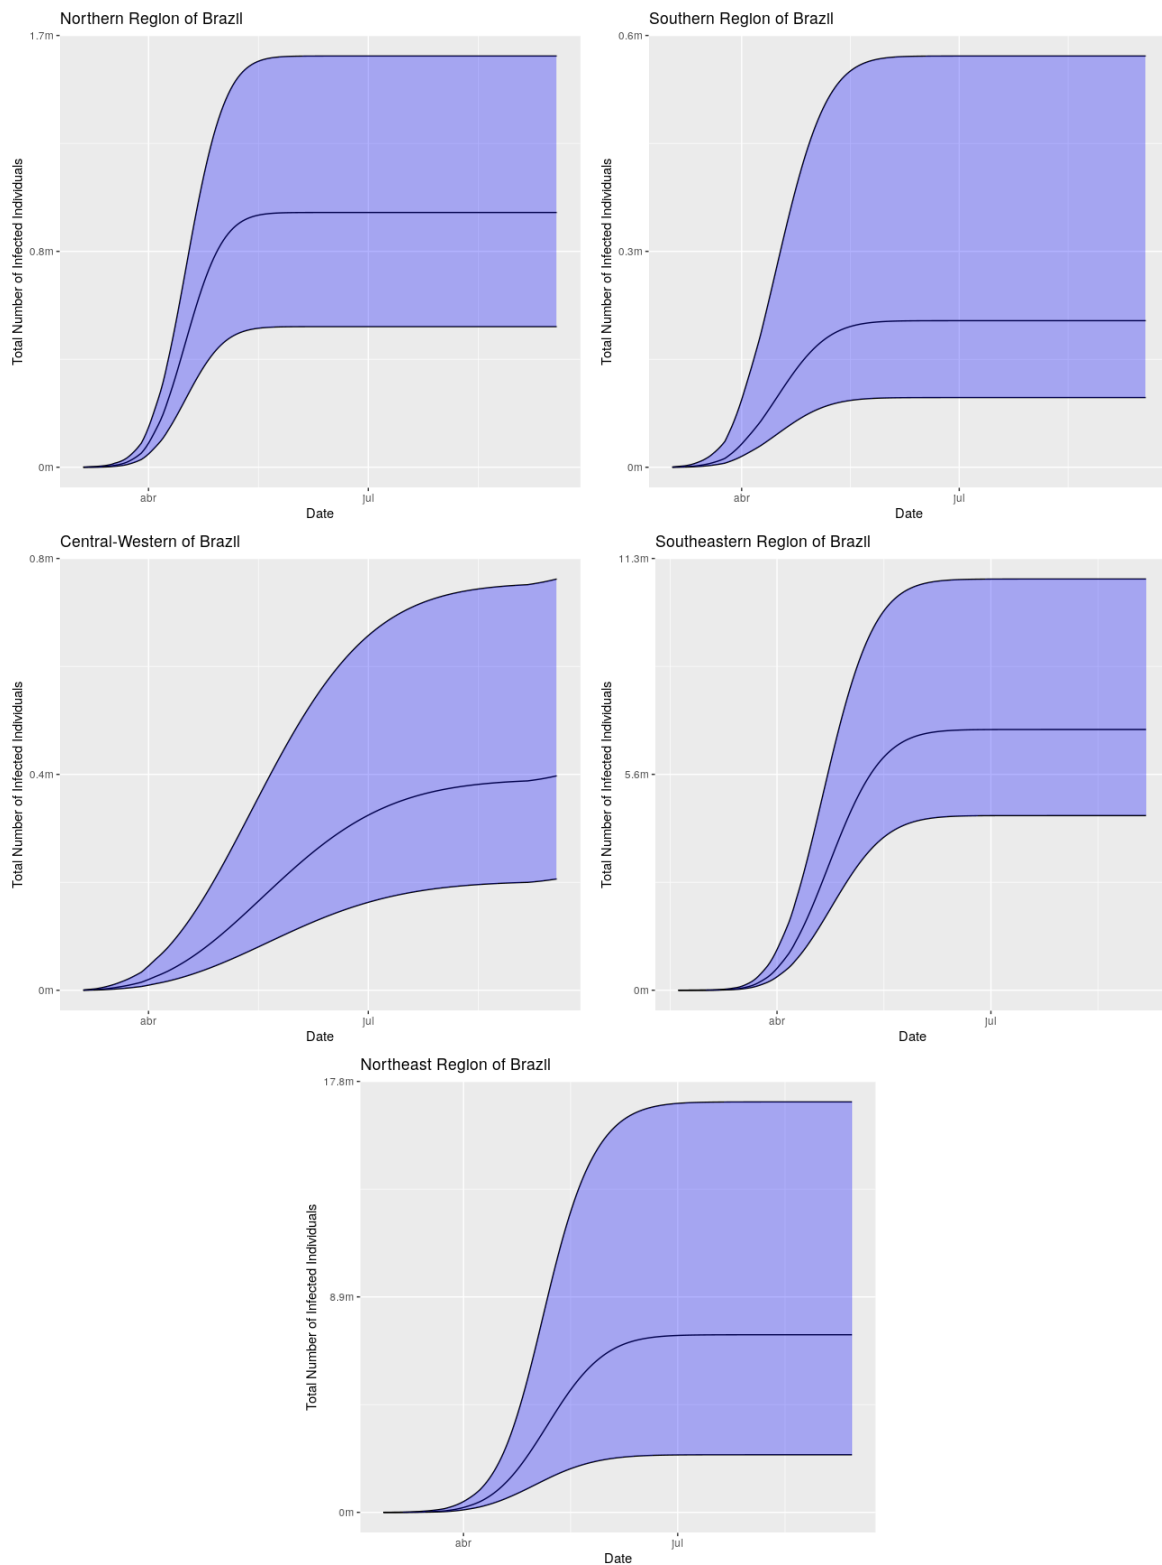 Northern Region of Brazil
1.7m
0.8m
0m
Total Number of Infected Individuals
abr
jul
Date
Southern Region of Brazil
0.6m
0.3m
0m
Total Number of Infected Individuals
abr
jul
Date
Central-Western of Brazil
0.8m
0.4m
0m
Total Number of Infected Individuals
abr
jul
Date
Southeastern Region of Brazil
11.3m
5.6m
0m
Total Number of Infected Individuals
abr
jul
Date
Northeast Region of Brazil
17.8m
8.9m
0m
Total Number of Infected Individuals
abr
jul
Date